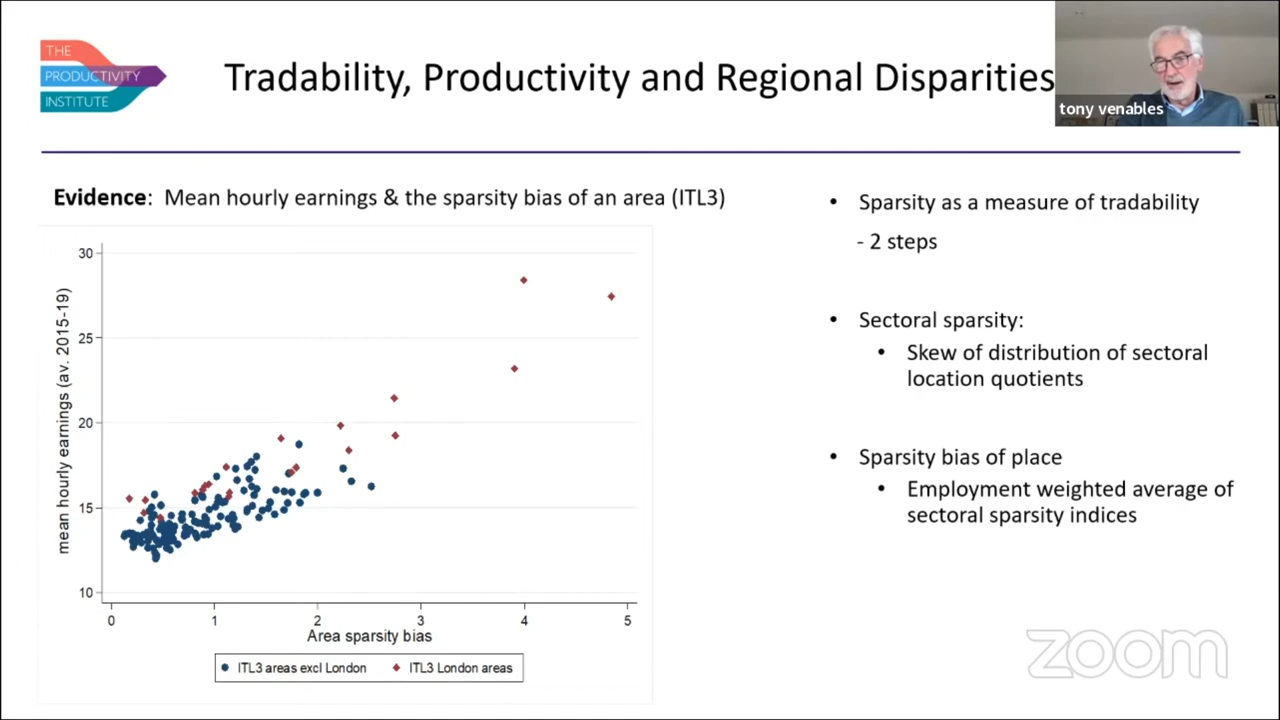 THE
PRODUCTIVITY
INSTITUTE
Tradability, Productivity and Regional Disparities
tony venables
Evidence: Mean hourly earnings & the sparsity bias of an area (ITL3)
mean hourly earnings (av. 2015-19)
30
25
20
15
10
0 1 2 3 4 5
Area sparsity bias
ITL3 areas excl London ITL3 London areas
• Sparsity as a measure of tradability
- 2 steps
• Sectoral sparsity:
• Skew of distribution of sectoral
location quotients
• Sparsity bias of place
• Employment weighted average of
sectoral sparsity indices
zoom